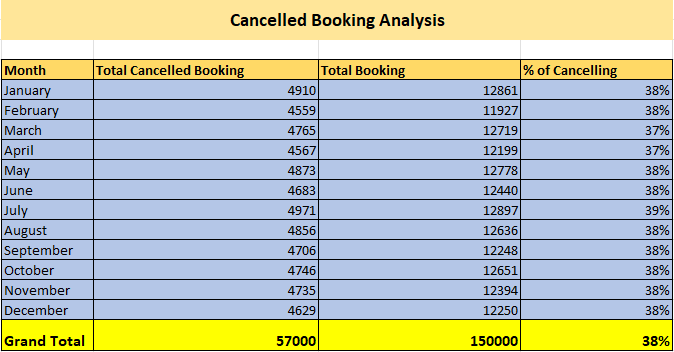 Cancelled Booking Analysis
Month Total Cancelled Booking Total Booking % of Cancelling
January 4910 12861 38%
February 4559 11927 38%
March 4765 12719 37%
April 4567 12199 37%
May 4873 12778 38%
June 4683 12440 38%
July 4971 12897 39%
August 4856 12636 38%
September 4706 12248 38%
October 4746 12651 38%
November 4735 12394 38%
December 4629 12250 38%
Grand Total 57000 150000 38%